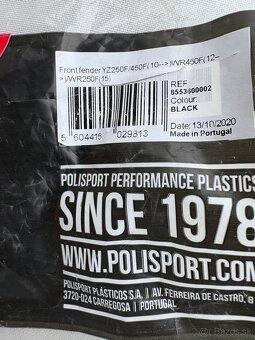 Front fender YZ250F/450F(10-->)/WR450F(12--
>)/WR250F(15)
REF
8553600002
Colour:
BLACK
5 604415 029813
Date: 13/10/2020
Made in Portugal
POLISPORT PERFORMANCE PLASTICS
SINCE 1978
WWW.POLISPORT.COM
POLISPORT PLÁSTICOS S/A, AV. FERREIRA DE CASTRO, 8
3720-024 CARREGOSA | PORTUGAL